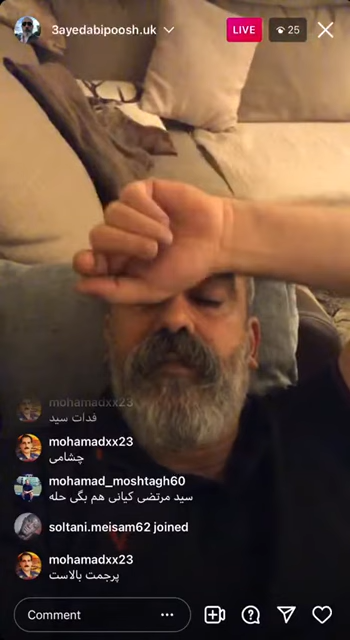 3ayedabipoosh.uk
LIVE
25
mohamadxx23
فدات سید
mohamadxx23
چشامی
mohamad_moshtagh60
سید مرتضی کیانی هم بگی حله
soltani.meisam62 joined
mohamadxx23
پرجمت بالاست
Comment